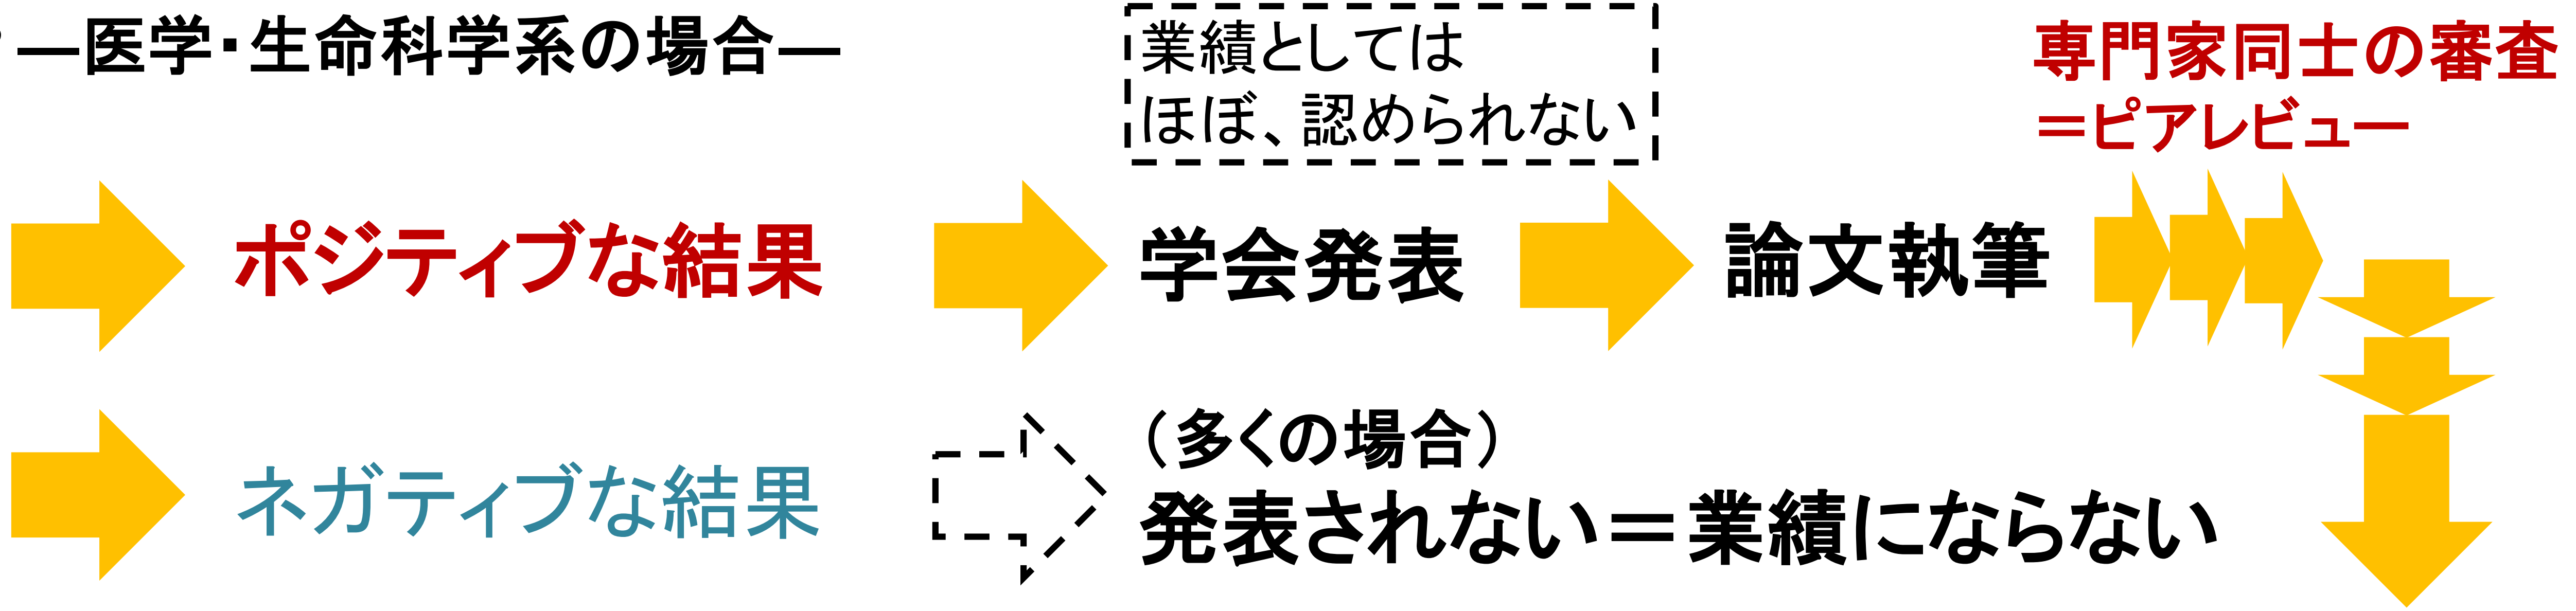 ―医学・生命科学系の場合―
業績としては
ほぼ、認められない
専門家同士の審査
＝ピアレビュー
ポジティブな結果
学会発表
論文執筆
ネガティブな結果
（多くの場合）
発表されない＝業績にならない